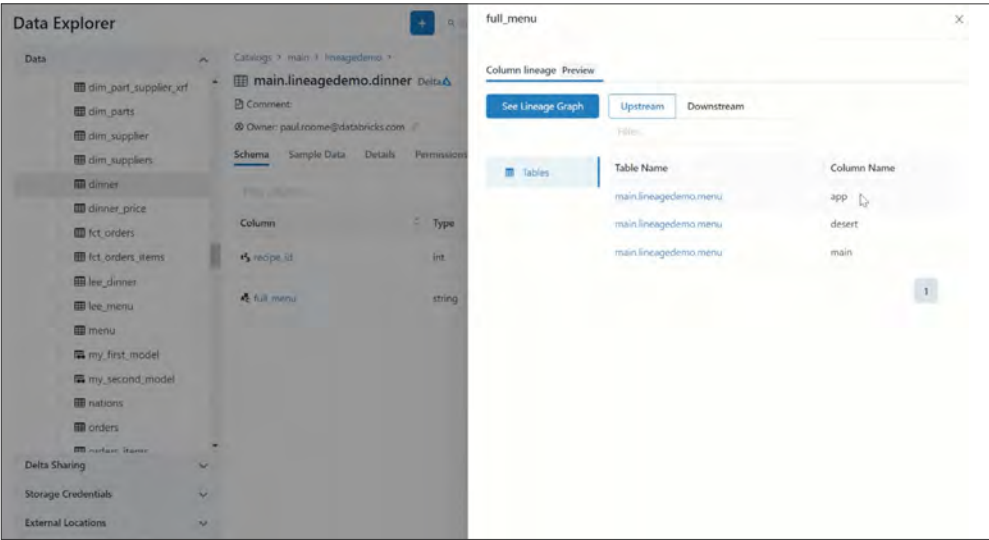 Data Explorer
+
Data
dim_part_supplier_xrf
dim_parts
dim_supplier
dim_suppliers
dinner
dinner_price
fct_orders
fct_orders_items
lee_dinner
lee_menu
menu
my_first_model
my_second_model
nations
orders
orders_items
Delta Sharing
Storage Credentials
External Locations
Catalogs > main > lineagedemo >
main.lineagedemo.dinner Delta
Comment:
Owner: paul.roome@databricks.com
Schema Sample Data Details Permissions
Column Type
recipe_id int
full_menu string
full_menu
Column lineage Preview
See Lineage Graph Upstream Downstream
Filter...
Tables
Table Name Column Name
main.lineagedemo.menu app
main.lineagedemo.menu desert
main.lineagedemo.menu main
1